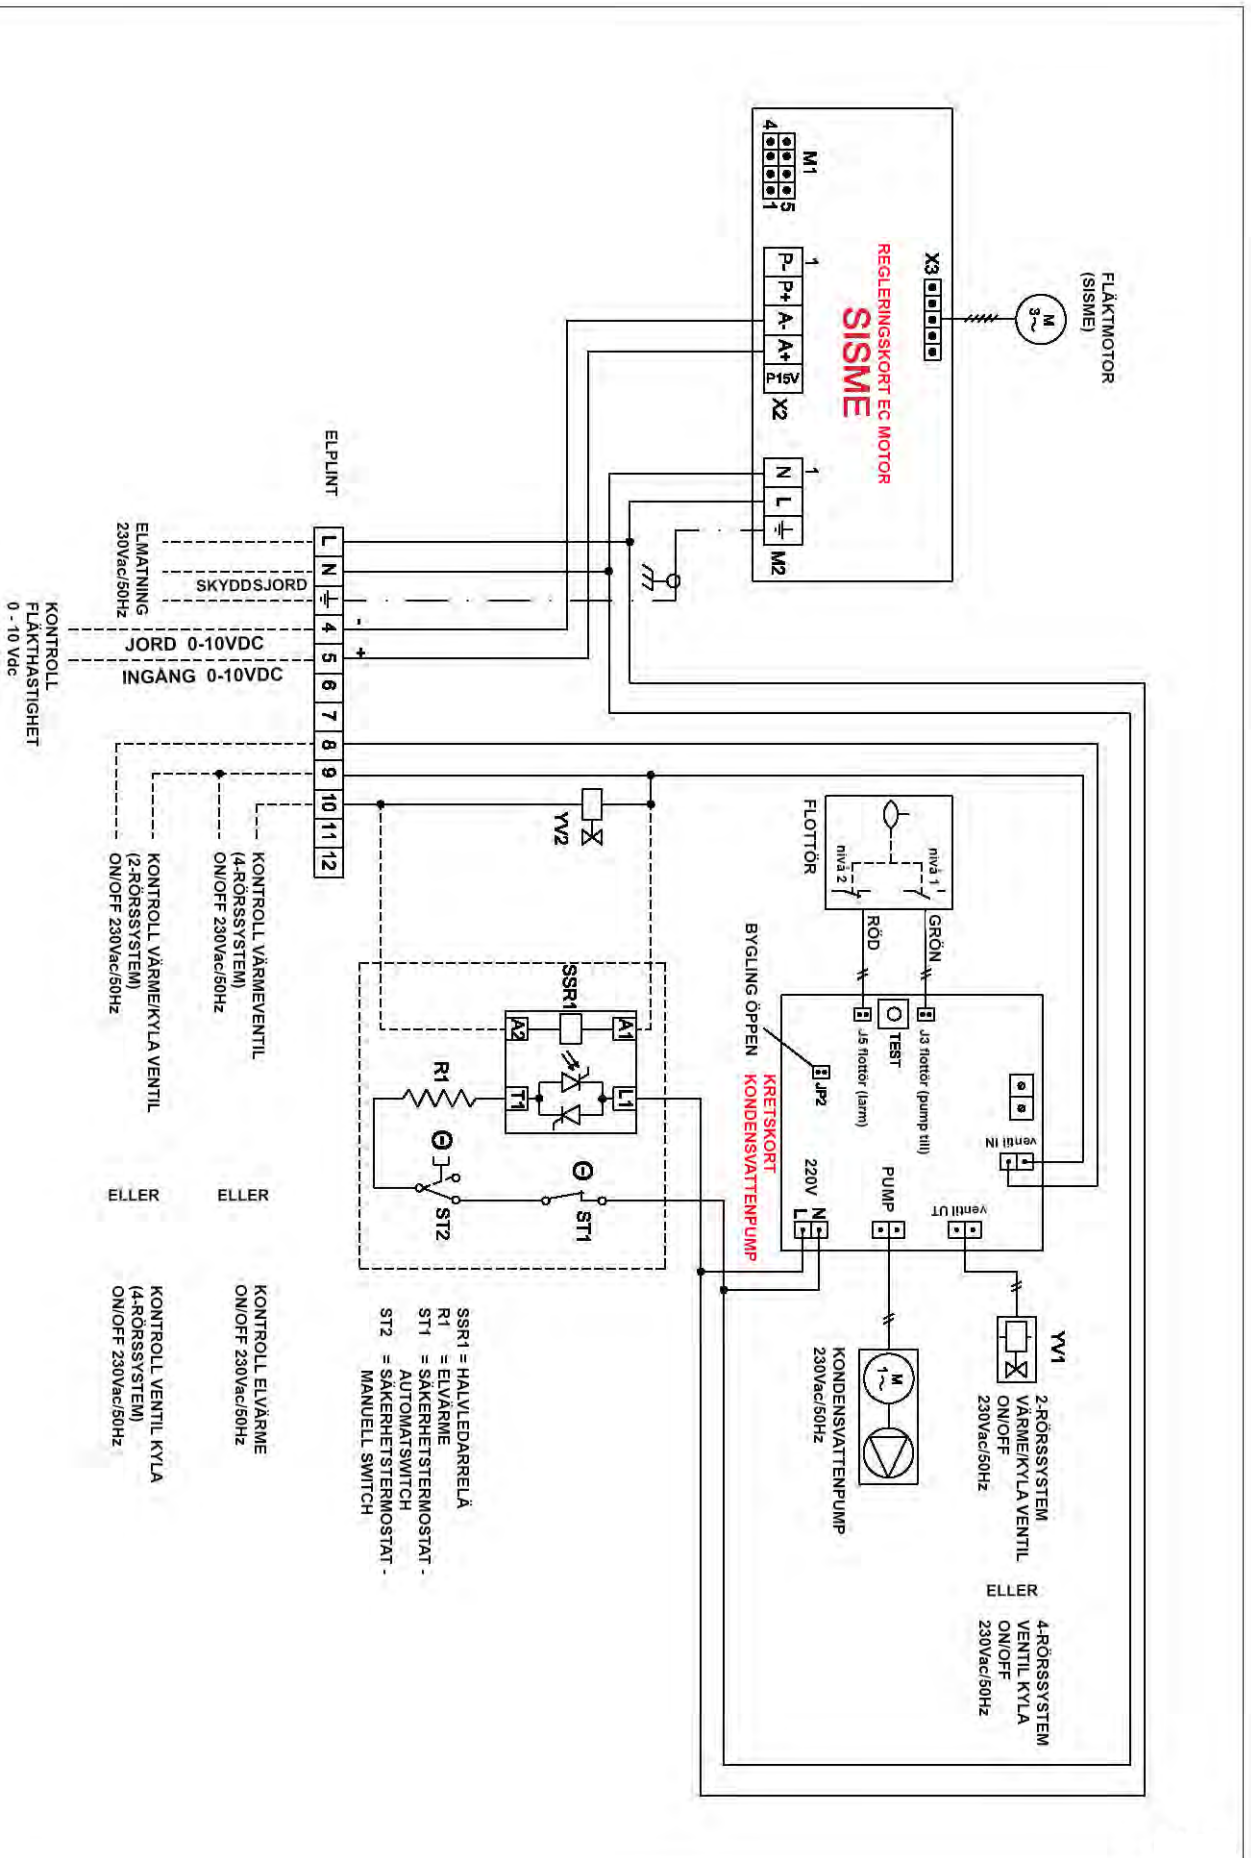 FLÄKTMOTOR
(SISME)
M
3~
X3
REGLERINGSKORT EC MOTOR
SISME
M1
4
5
1
1
P-
P+
A-
A+
P15V
X2
1
N
L
M2
ELPLINT
L
N
4
5
6
7
8
9
10
11
12
-
+
ELMATNING
230Vac/50Hz
SKYDDSJORD
JORD 0-10VDC
INGÅNG 0-10VDC
KONTROLL
FLÄKTHASTIGHET
0 - 10 Vdc
YV2
FLOTTÖR
nivå 1
nivå 2
GRÖN
RÖD
BYGLING ÖPPEN
KRETSKORT
KONDENSVATTENPUMP
J3 flottör (pump till)
TEST
J5 flottör (larm)
JP2
ventil IN
ventil UT
PUMP
220V
N
L
YV1
2-RÖRSSYSTEM
VÄRME/KYLA VENTIL
ON/OFF
230Vac/50Hz
ELLER
4-RÖRSSYSTEM
VENTIL KYLA
ON/OFF
230Vac/50Hz
M
1~
KONDENSVATTENPUMP
230Vac/50Hz
SSR1
A1
A2
L1
T1
R1
ST2
ST1
SSR1 = HALVLEDARRELÄ
R1 = ELVÄRME
ST1 = SÄKERHETSTERMOSTAT -
AUTOMATSWITCH
ST2 = SÄKERHETSTERMOSTAT -
MANUELL SWITCH
KONTROLL VÄRMEVENTIL
(4-RÖRSSYSTEM)
ON/OFF 230Vac/50Hz
ELLER
KONTROLL ELVÄRME
ON/OFF 230Vac/50Hz
KONTROLL VÄRME/KYLA VENTIL
(2-RÖRSSYSTEM)
ON/OFF 230Vac/50Hz
ELLER
KONTROLL VENTIL KYLA
(4-RÖRSSYSTEM)
ON/OFF 230Vac/50Hz